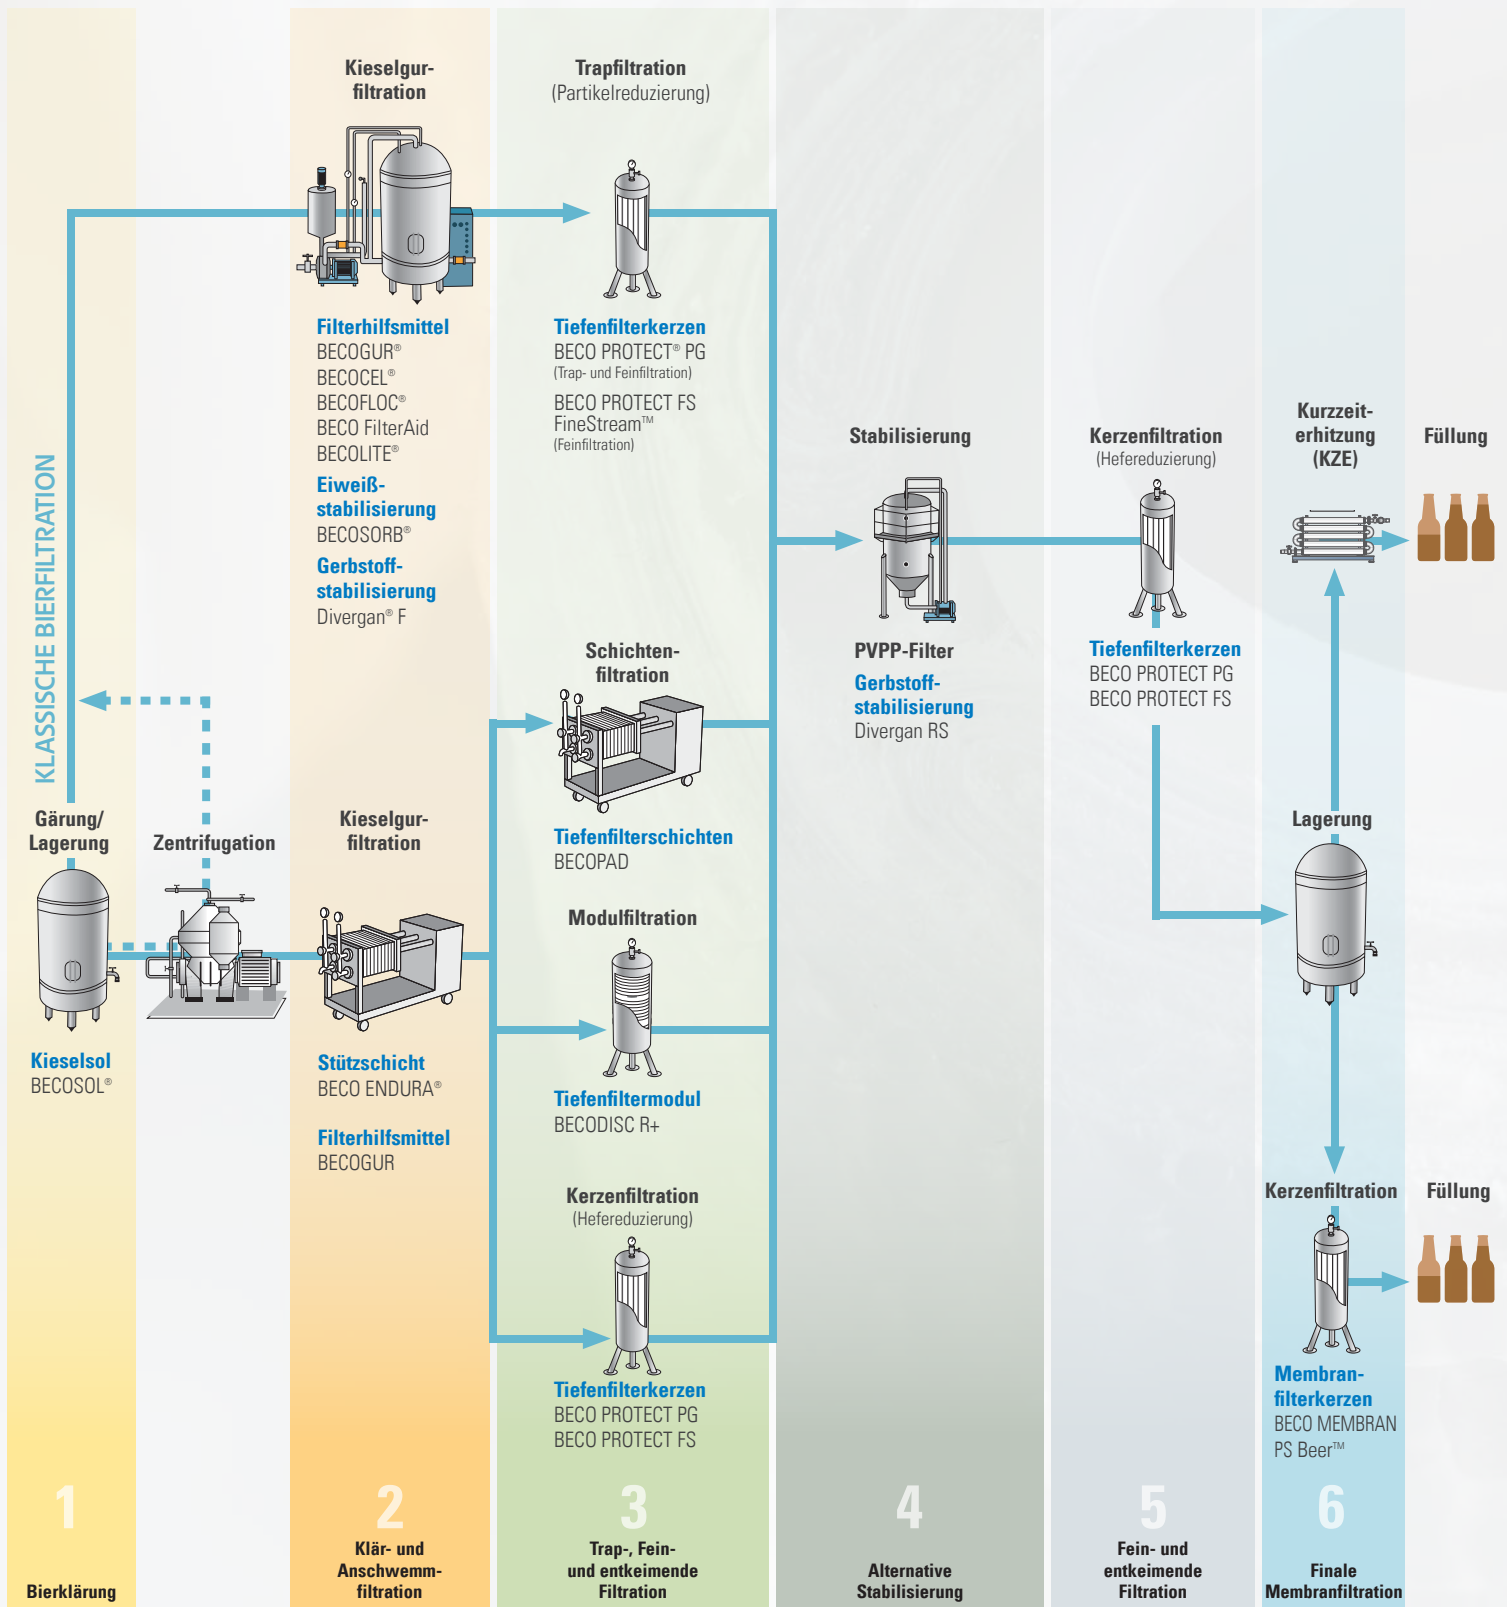 KLASSISCHE BIERFILTRATION
Gärung/
Lagerung
Kieselsol
BECOSOL®
1
Bierklärung
Zentrifugation
Kieselgur-
filtration
Filterhilfsmittel
BECOGUR®
BECOCEL®
BECOFLOC®
BECO FilterAid
BECOLITE®
Eiweiß-
stabilisierung
BECOSORB®
Gerbstoff-
stabilisierung
Divergan® F
Kieselgur-
filtration
Stützschicht
BECO ENDURA®
Filterhilfsmittel
BECOGUR
2
Klär- und
Anschwemm-
filtration
Trapfiltration
(Partikelreduzierung)
Tiefenfilterkerzen
BECO PROTECT® PG
(Trap- und Feinfiltration)
BECO PROTECT FS
FineStream™
(Feinfiltration)
Schichten-
filtration
Tiefenfilterschichten
BECOPAD
Modulfiltration
Tiefenfiltermodul
BECODISC R+
Kerzenfiltration
(Hefereduzierung)
Tiefenfilterkerzen
BECO PROTECT PG
BECO PROTECT FS
3
Trap-, Fein-
und entkeimende
Filtration
Stabilisierung
PVPP-Filter
Gerbstoff-
stabilisierung
Divergan RS
4
Alternative
Stabilisierung
Kerzenfiltration
(Hefereduzierung)
Tiefenfilterkerzen
BECO PROTECT PG
BECO PROTECT FS
5
Fein- und
entkeimende
Filtration
Kurzzeit-
erhitzung
(KZE)
Füllung
Lagerung
Kerzenfiltration
Füllung
Membran-
filterkerzen
BECO MEMBRAN
PS Beer™
6
Finale
Membranfiltration